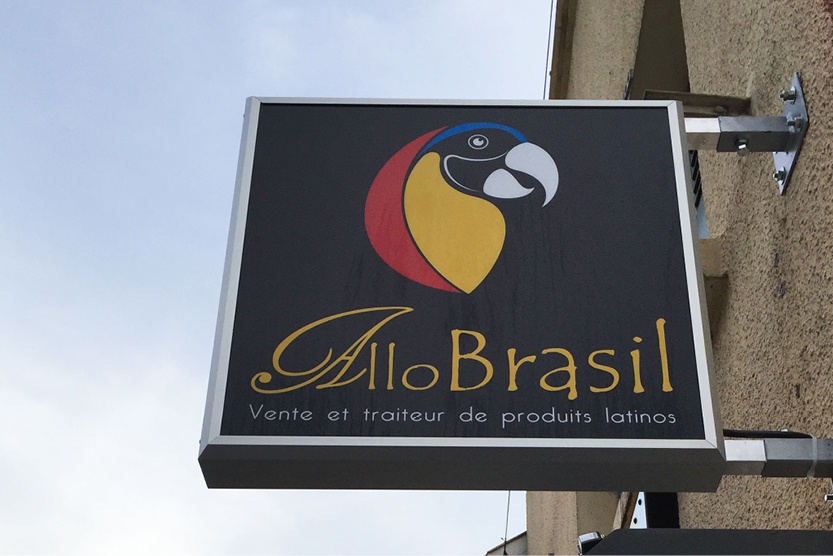 AlloBrasil
Vente et traiteur de produits latinos